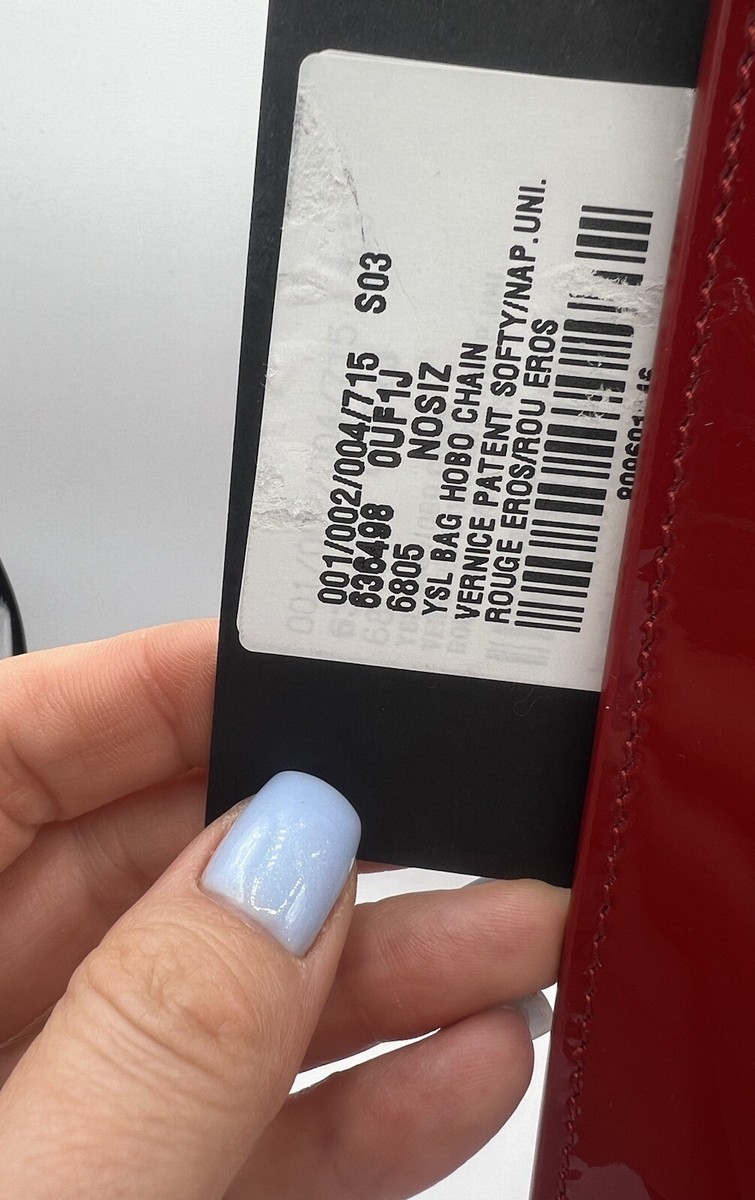 001/002/004/715 S03
636498 0UF1J
6805 NOSIZ
YSL BAG HOBO CHAIN
VERNICE PATENT SOFTY/NAP.UNI.
ROUGE EROS/ROU EROS